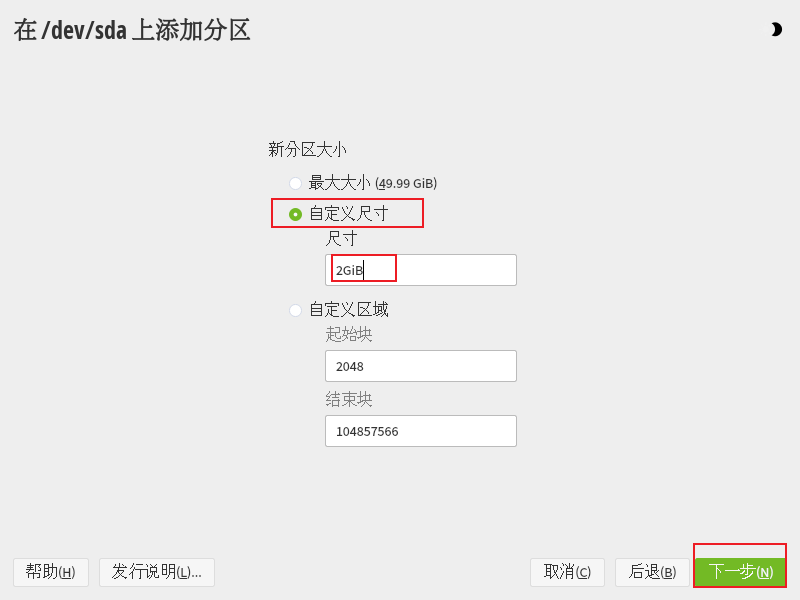 在 /dev/sda 上添加分区
新分区大小
最大大小 (49.99 GiB)
自定义尺寸
尺寸
2GiB
自定义区域
起始块
2048
结束块
104857566
帮助(H) 发行说明(L)... 取消(C) 后退(B) 下一步(N)